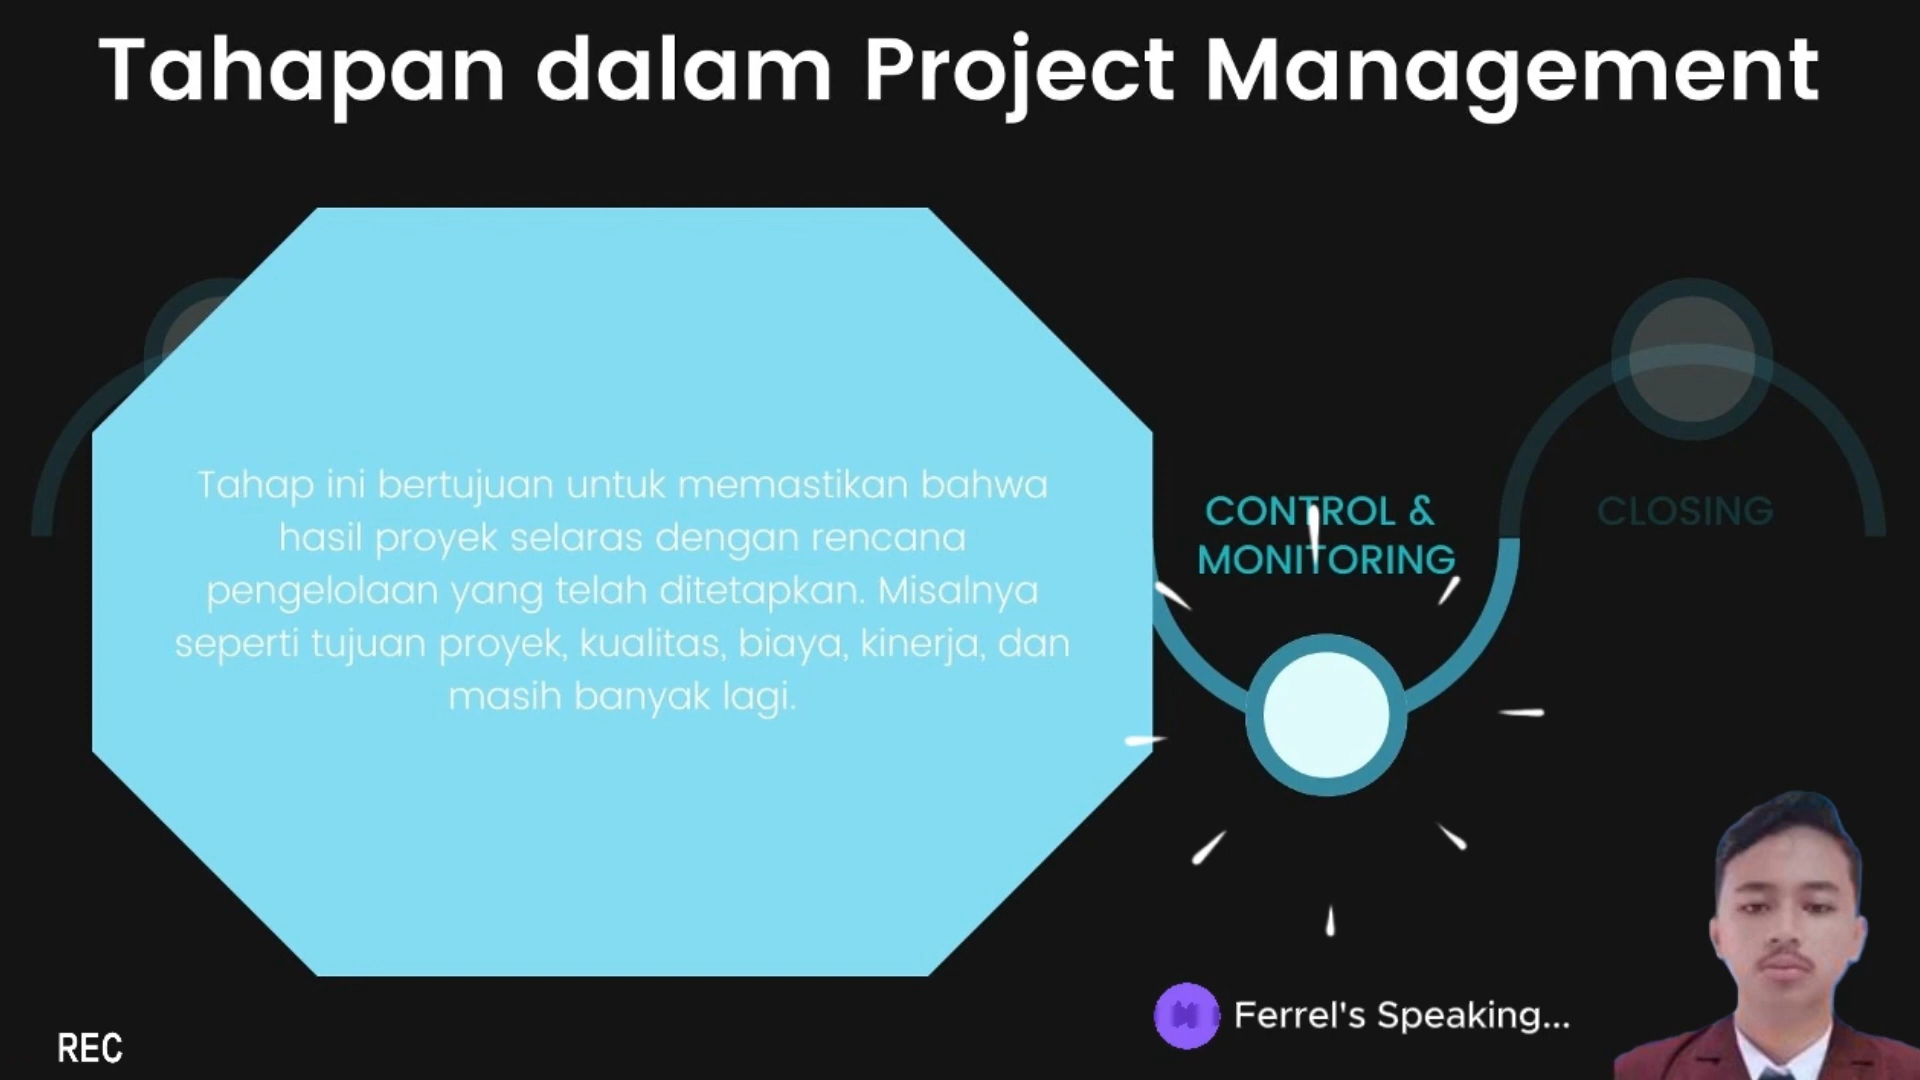 Tahapan dalam Project Management
Tahap ini bertujuan untuk memastikan bahwa
hasil proyek selaras dengan rencana
pengelolaan yang telah ditetapkan. Misalnya
seperti tujuan proyek, kualitas, biaya, kinerja, dan
masih banyak lagi.
CONTROL &
MONITORING
CLOSING
Ferrel's Speaking...
REC